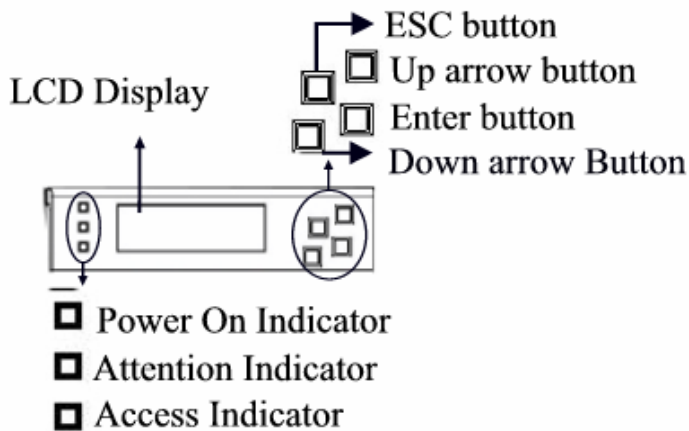 ESC button
Up arrow button
LCD Display
Enter button
Down arrow Button
Power On Indicator
Attention Indicator
Access Indicator